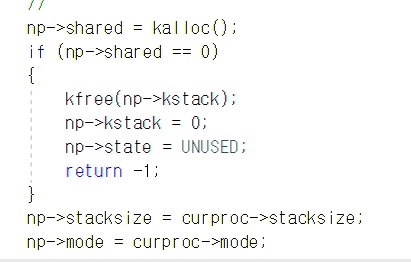 //
np->shared = kalloc();
if (np->shared == 0)
{
kfree(np->kstack);
np->kstack = 0;
np->state = UNUSED;
return -1;
}
np->stacksize = curproc->stacksize;
np->mode = curproc->mode;